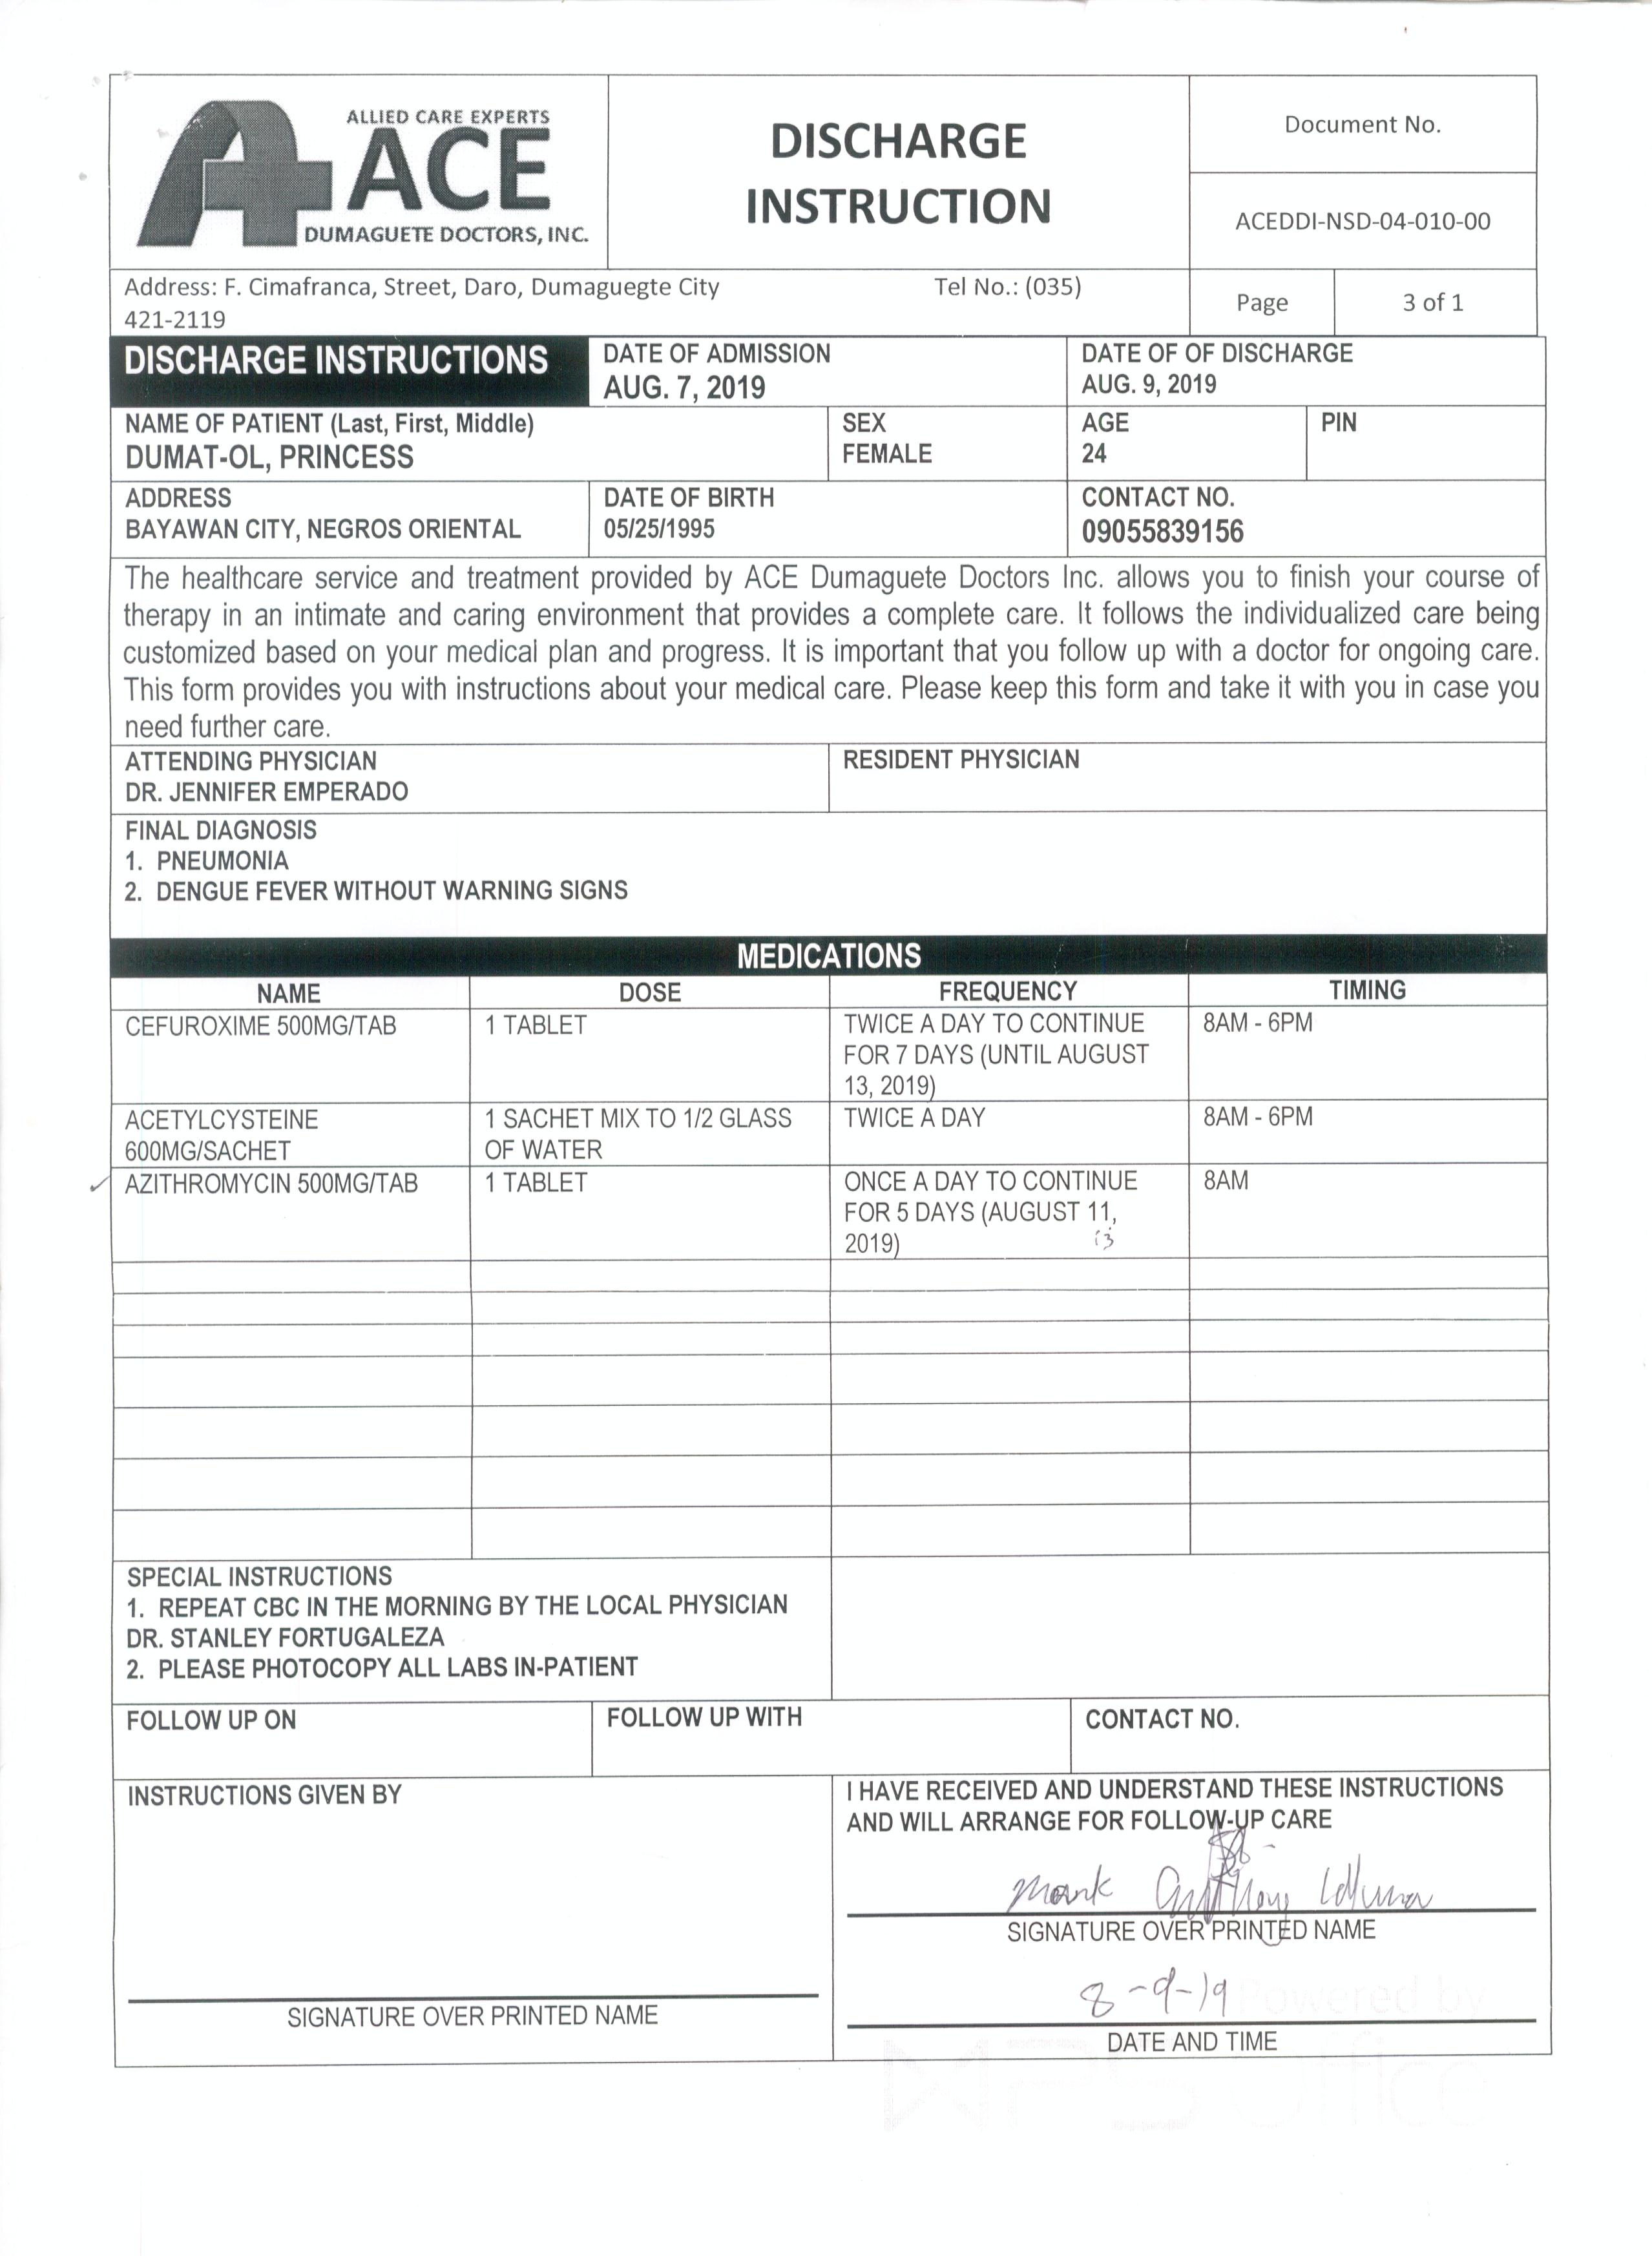 ALLIED CARE EXPERTS
ACE
DUMAGUETE DOCTORS, INC.
DISCHARGE
INSTRUCTION
Document No.
ACEDDI-NSD-04-010-00
Address: F. Cimafranca, Street, Daro, Dumaguegte City Tel No.: (035)
421-2119
Page 3 of 1
DISCHARGE INSTRUCTIONS
DATE OF ADMISSION
AUG. 7, 2019
DATE OF OF DISCHARGE
AUG. 9, 2019
NAME OF PATIENT (Last, First, Middle)
DUMAT-OL, PRINCESS
SEX
FEMALE
AGE
24
PIN
ADDRESS
BAYAWAN CITY, NEGROS ORIENTAL
DATE OF BIRTH
05/25/1995
CONTACT NO.
09055839156
The healthcare service and treatment provided by ACE Dumaguete Doctors Inc. allows you to finish your course of
therapy in an intimate and caring environment that provides a complete care. It follows the individualized care being
customized based on your medical plan and progress. It is important that you follow up with a doctor for ongoing care.
This form provides you with instructions about your medical care. Please keep this form and take it with you in case you
need further care.
ATTENDING PHYSICIAN
DR. JENNIFER EMPERADO
RESIDENT PHYSICIAN
FINAL DIAGNOSIS
1. PNEUMONIA
2. DENGUE FEVER WITHOUT WARNING SIGNS
MEDICATIONS
NAME DOSE FREQUENCY TIMING
CEFUROXIME 500MG/TAB
1 TABLET
TWICE A DAY TO CONTINUE
FOR 7 DAYS (UNTIL AUGUST
13, 2019)
8AM - 6PM
ACETYLCYSTEINE
600MG/SACHET
1 SACHET MIX TO 1/2 GLASS
OF WATER
TWICE A DAY
8AM - 6PM
AZITHROMYCIN 500MG/TAB
1 TABLET
ONCE A DAY TO CONTINUE
FOR 5 DAYS (AUGUST 11,
2019)
13
8AM
SPECIAL INSTRUCTIONS
1. REPEAT CBC IN THE MORNING BY THE LOCAL PHYSICIAN
DR. STANLEY FORTUGALEZA
2. PLEASE PHOTOCOPY ALL LABS IN-PATIENT
FOLLOW UP ON
FOLLOW UP WITH
CONTACT NO.
INSTRUCTIONS GIVEN BY
SIGNATURE OVER PRINTED NAME
I HAVE RECEIVED AND UNDERSTAND THESE INSTRUCTIONS
AND WILL ARRANGE FOR FOLLOW-UP CARE
Mark Anthony
SIGNATURE OVER PRINTED NAME
8-9-19
DATE AND TIME
Powered by
WPS Office